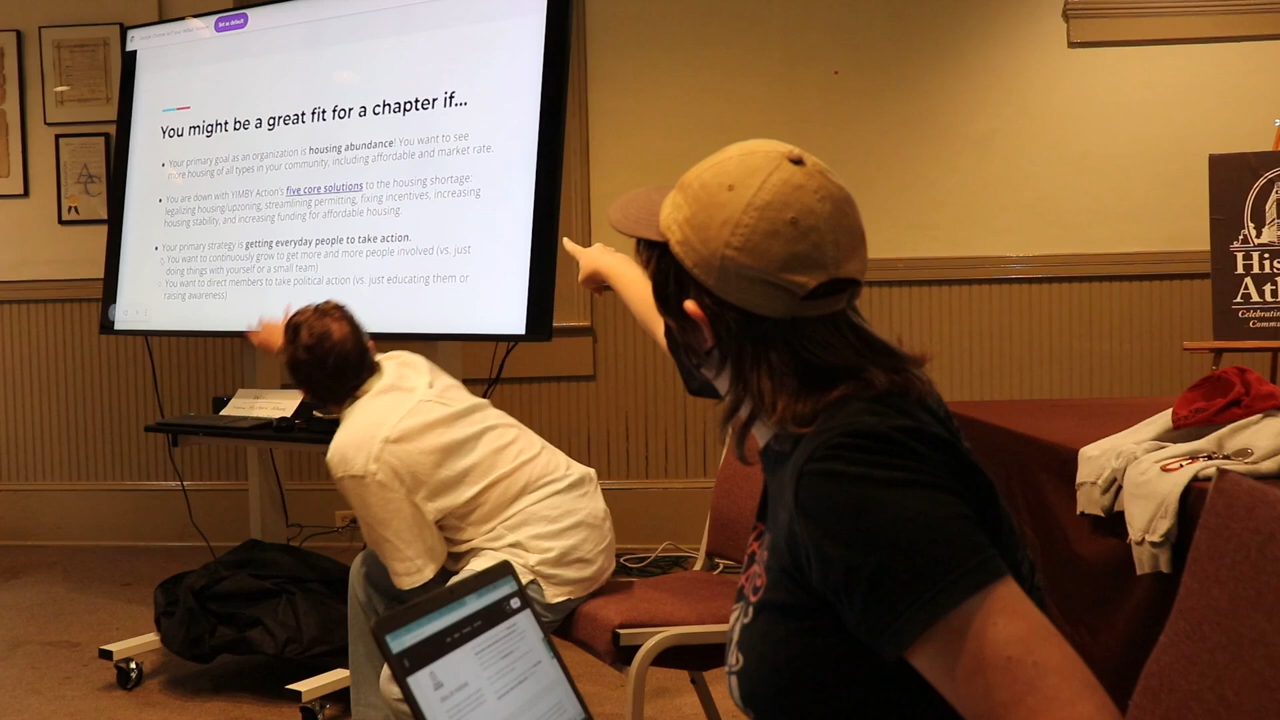 Set as default
You might be a great fit for a chapter if...
• Your primary goal as an organization is housing abundance! You want to see
more housing of all types in your community, including affordable and market rate.
• You are down with YIMBY Action's five core solutions to the housing shortage:
legalizing housing/upzoning, streamlining permitting, fixing incentives, increasing
housing stability, and increasing funding for affordable housing.
• Your primary strategy is getting everyday people to take action.
○ You want to continuously grow to get more and more people involved (vs. just
doing things with yourself or a small team)
○ You want to direct members to take political action (vs. just educating them or
raising awareness)
His
Ath
Celebratin
Comm